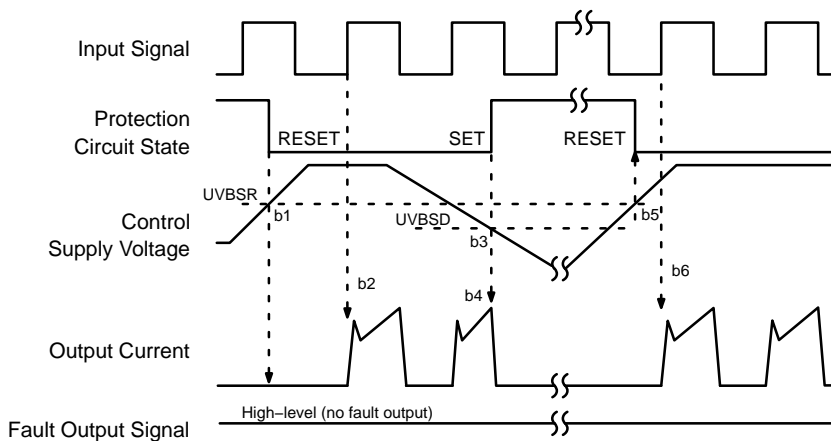 Input Signal
Protection
Circuit State
RESET
SET
RESET
UVBSR
b1
UVBSD
b3
b5
Control
Supply Voltage
b2
b4
b6
Output Current
High−level (no fault output)
Fault Output Signal